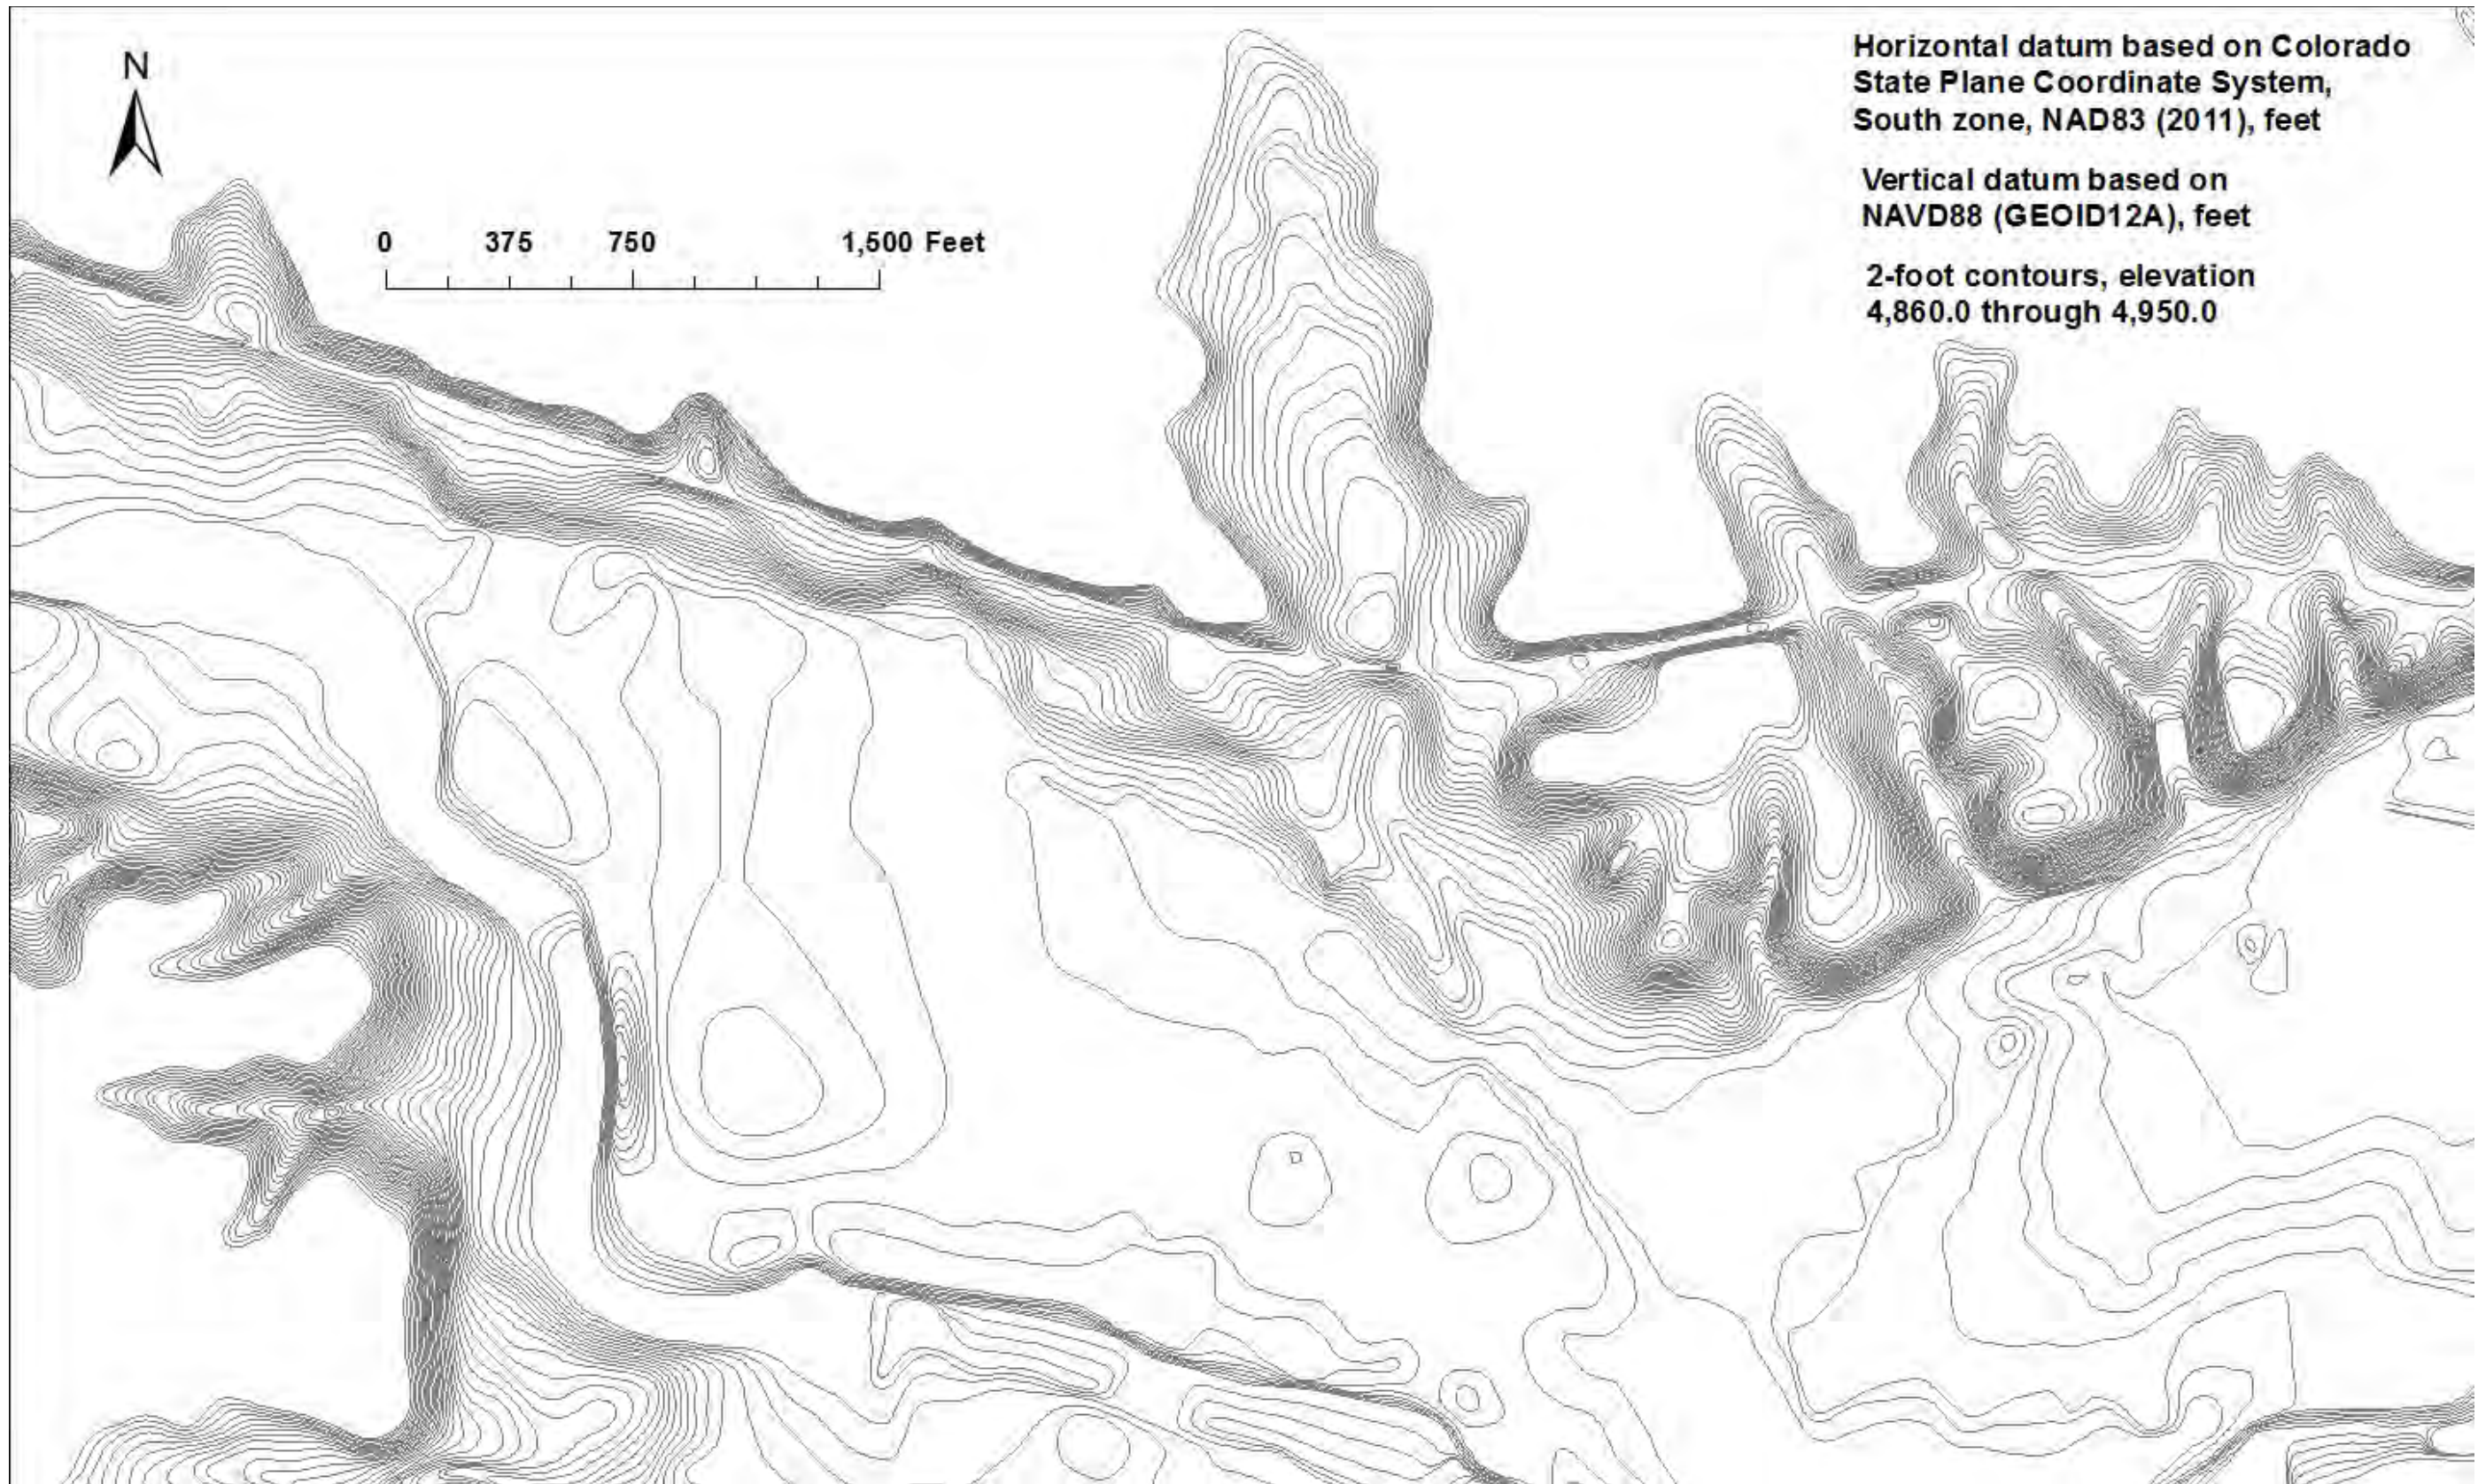 N
0 375 750 1,500 Feet
Horizontal datum based on Colorado
State Plane Coordinate System,
South zone, NAD83 (2011), feet
Vertical datum based on
NAVD88 (GEOID12A), feet
2-foot contours, elevation
4,860.0 through 4,950.0